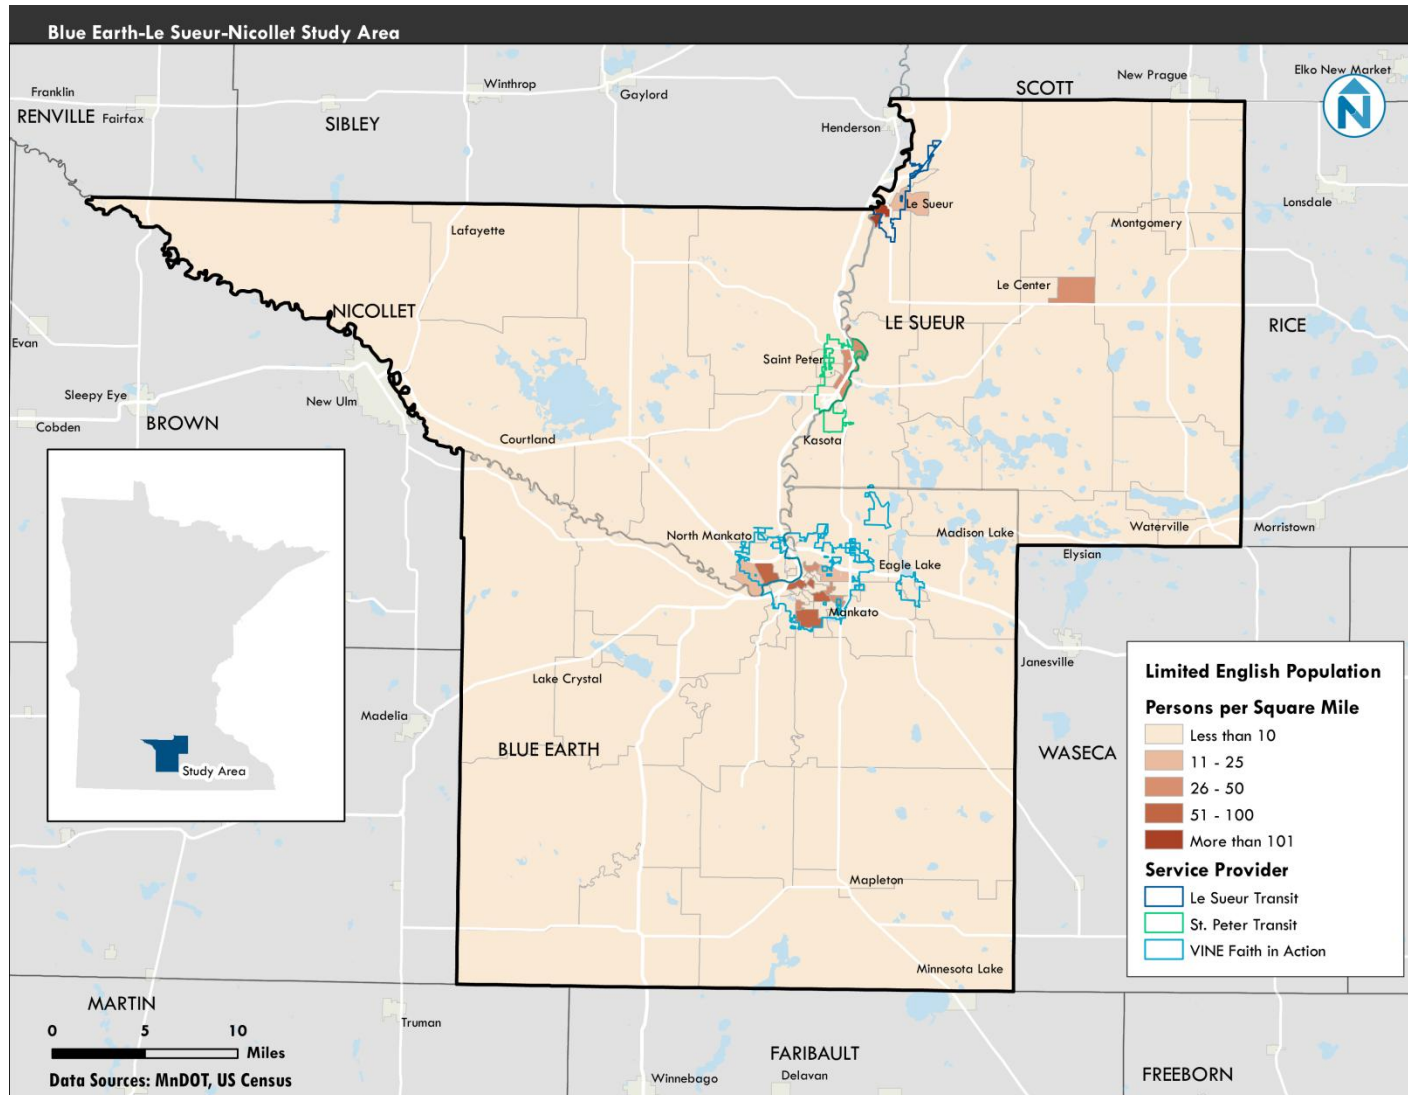 Blue Earth-Le Sueur-Nicollet Study Area
Franklin
RENVILLE
Fairfax
SIBLEY
Winthrop
Gaylord
Henderson
SCOTT
New Prague
Elko New Market
N
Le Sueur
Lonsdale
Lafayette
Montgomery
Le Center
NICOLLET
LE SUEUR
RICE
Evan
Saint Peter
Sleepy Eye
New Ulm
BROWN
Cobden
Courtland
Kasota
North Mankato
Madison Lake
Waterville
Morristown
Elysian
Eagle Lake
Mankato
Janesville
Lake Crystal
Madelia
BLUE EARTH
WASECA
Study Area
Mapleton
Minnesota Lake
Limited English Population
Persons per Square Mile
Less than 10
11 - 25
26 - 50
51 - 100
More than 101
Service Provider
Le Sueur Transit
St. Peter Transit
VINE Faith in Action
MARTIN
Truman
0 5 10
Miles
Data Sources: MnDOT, US Census
Winnebago
FARIBAULT
Delavan
FREEBORN